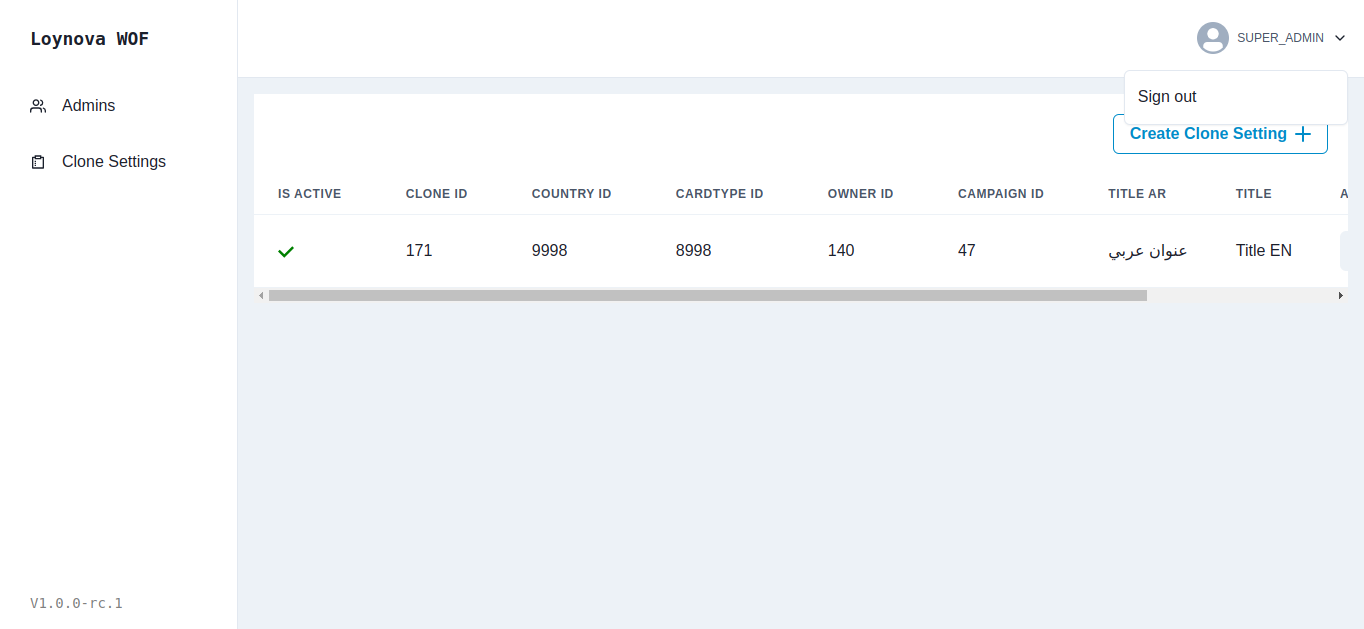 Loynova WOF
SUPER_ADMIN
Sign out
Admins
Clone Settings
Create Clone Setting
IS ACTIVE CLONE ID COUNTRY ID CARDTYPE ID OWNER ID CAMPAIGN ID TITLE AR TITLE A
171 9998 8998 140 47 عنوان عربي Title EN
V1.0.0-rc.1